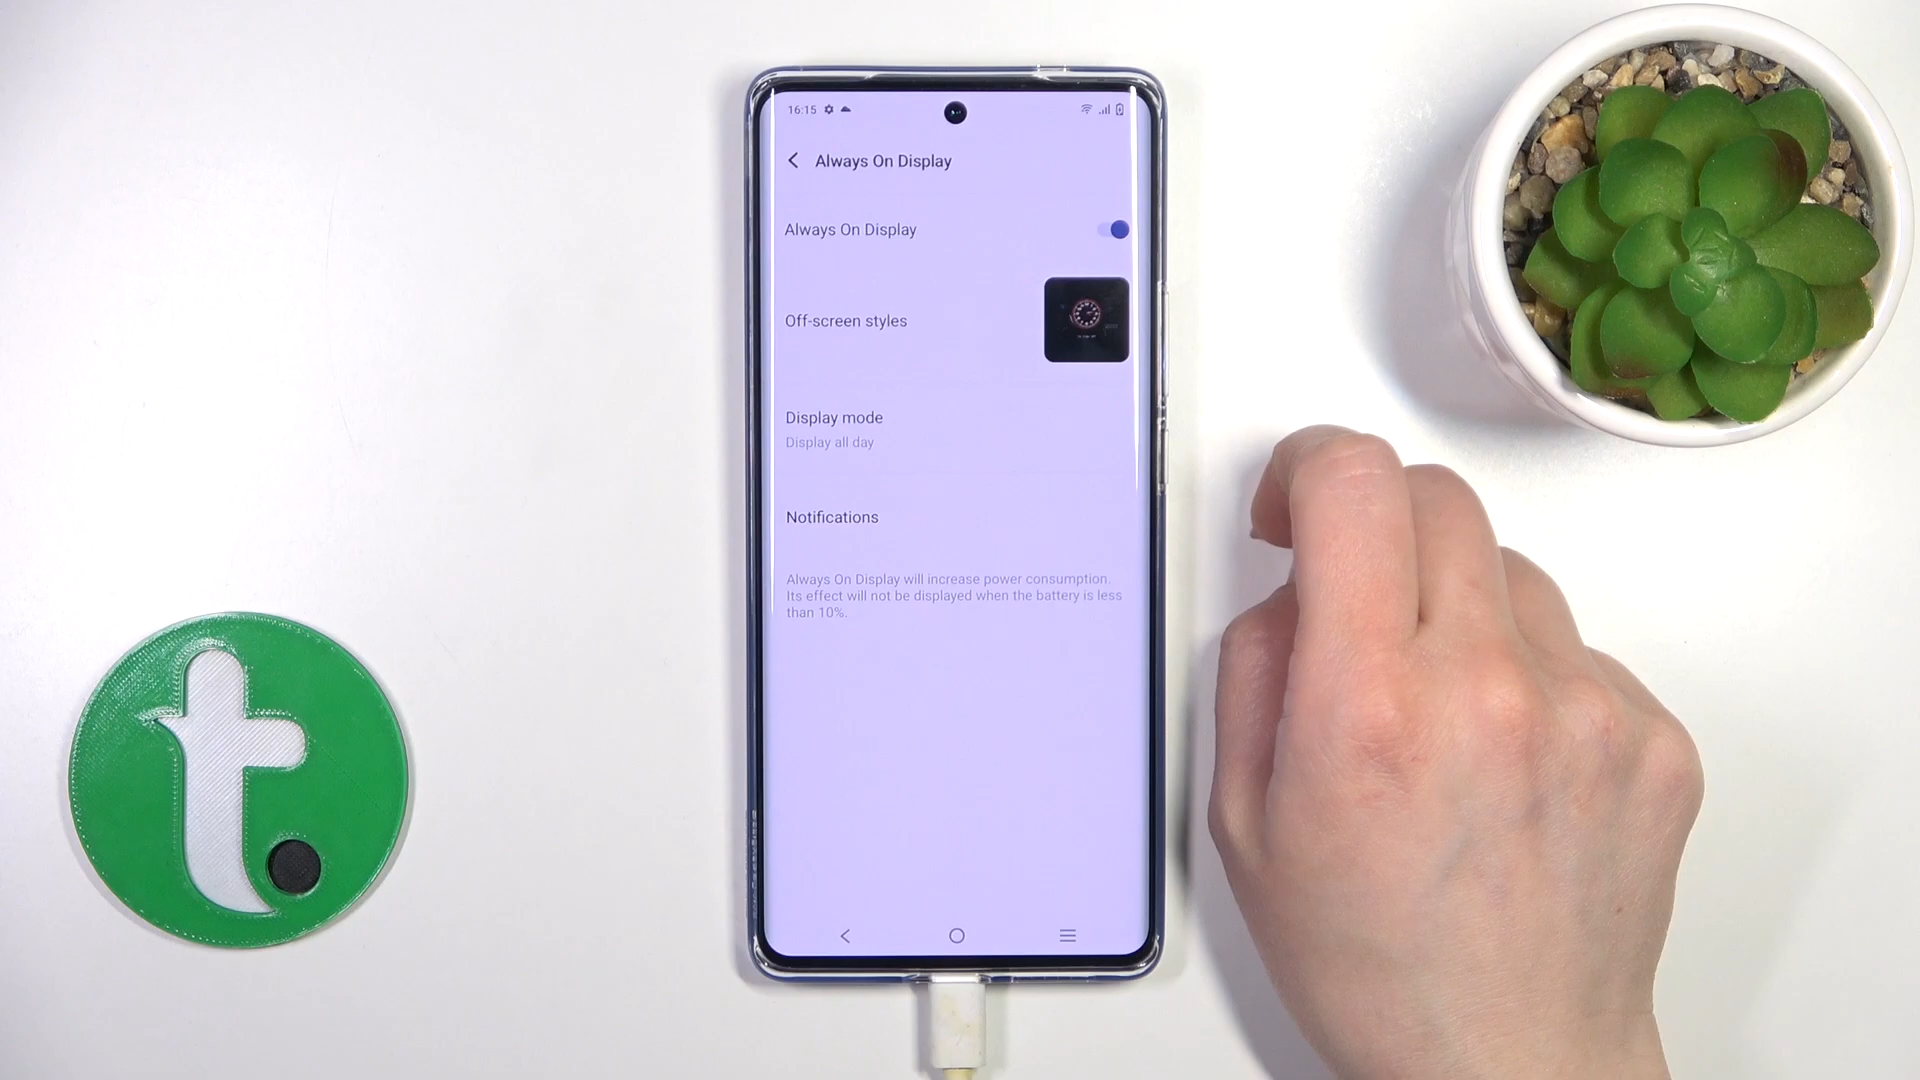 16:15
Always On Display
Always On Display
Off-screen styles
Display mode
Display all day
Notifications
Always On Display will increase power consumption.
Its effect will not be displayed when the battery is less
than 10%.
t.